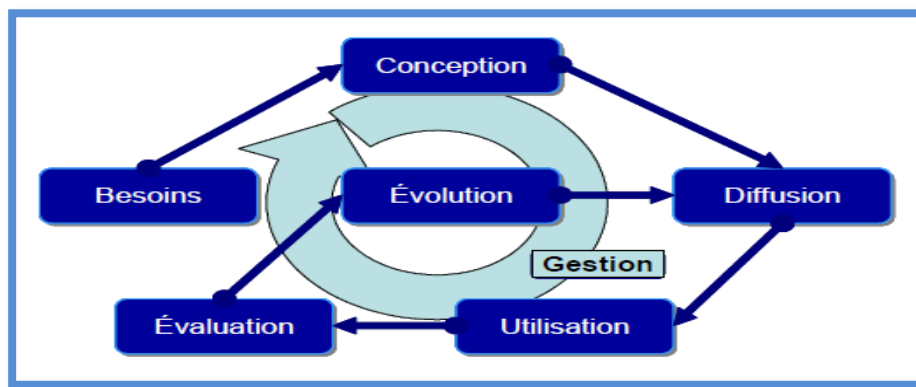 Conception
Besoins
Évolution
Diffusion
Gestion
Évaluation
Utilisation